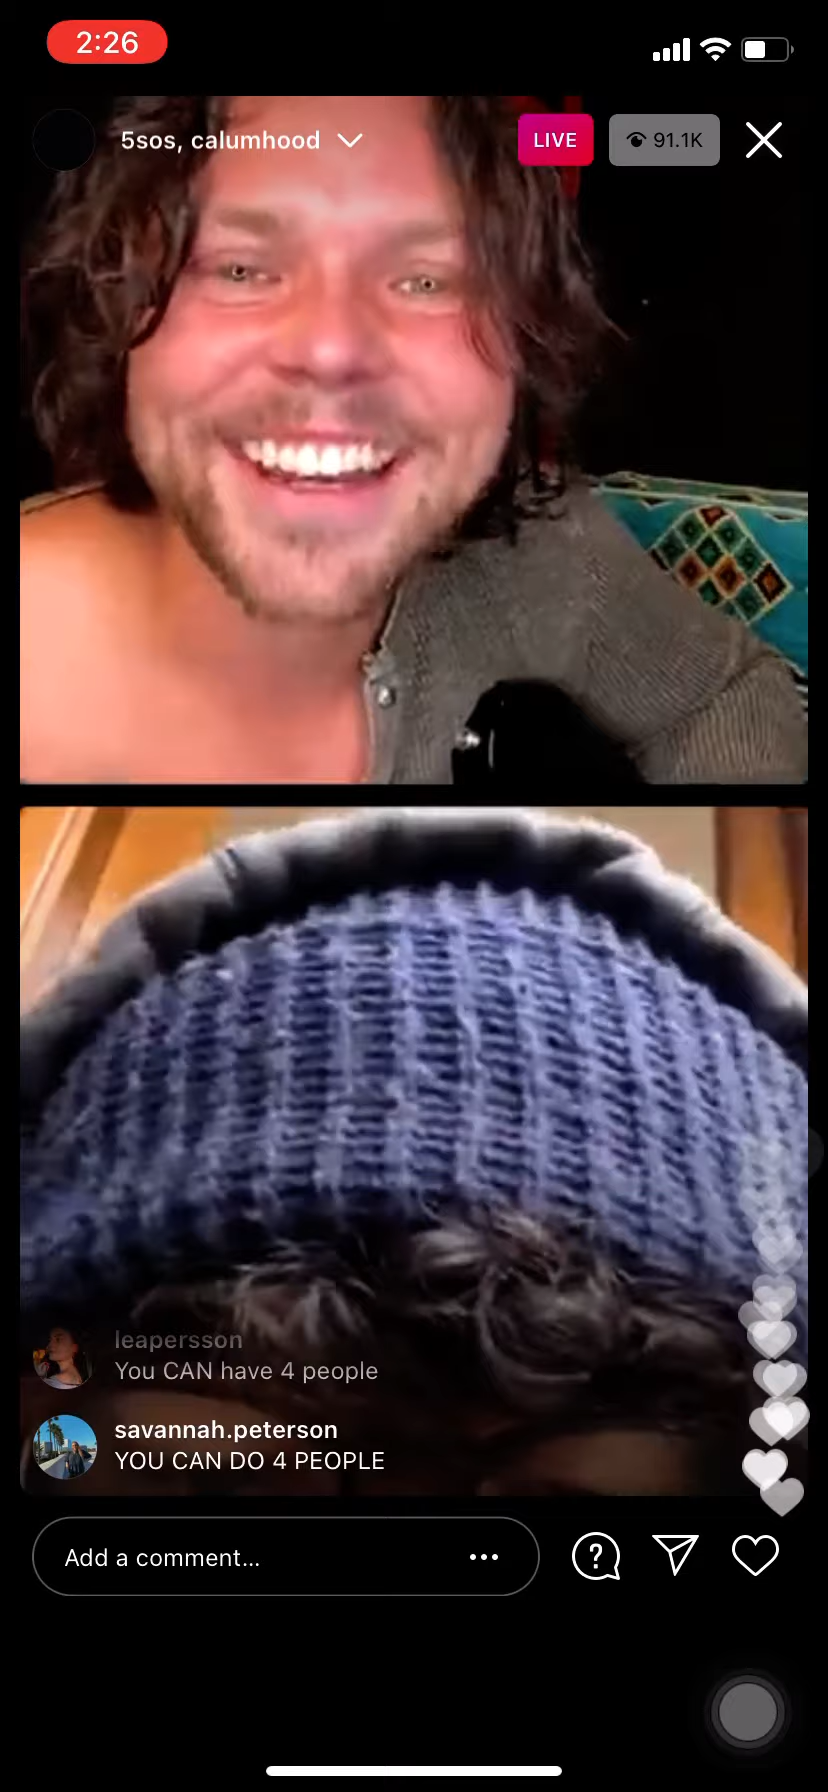 2:26
5sos, calumhood
LIVE
91.1K
leapersson
You CAN have 4 people
savannah.peterson
YOU CAN DO 4 PEOPLE
Add a comment...